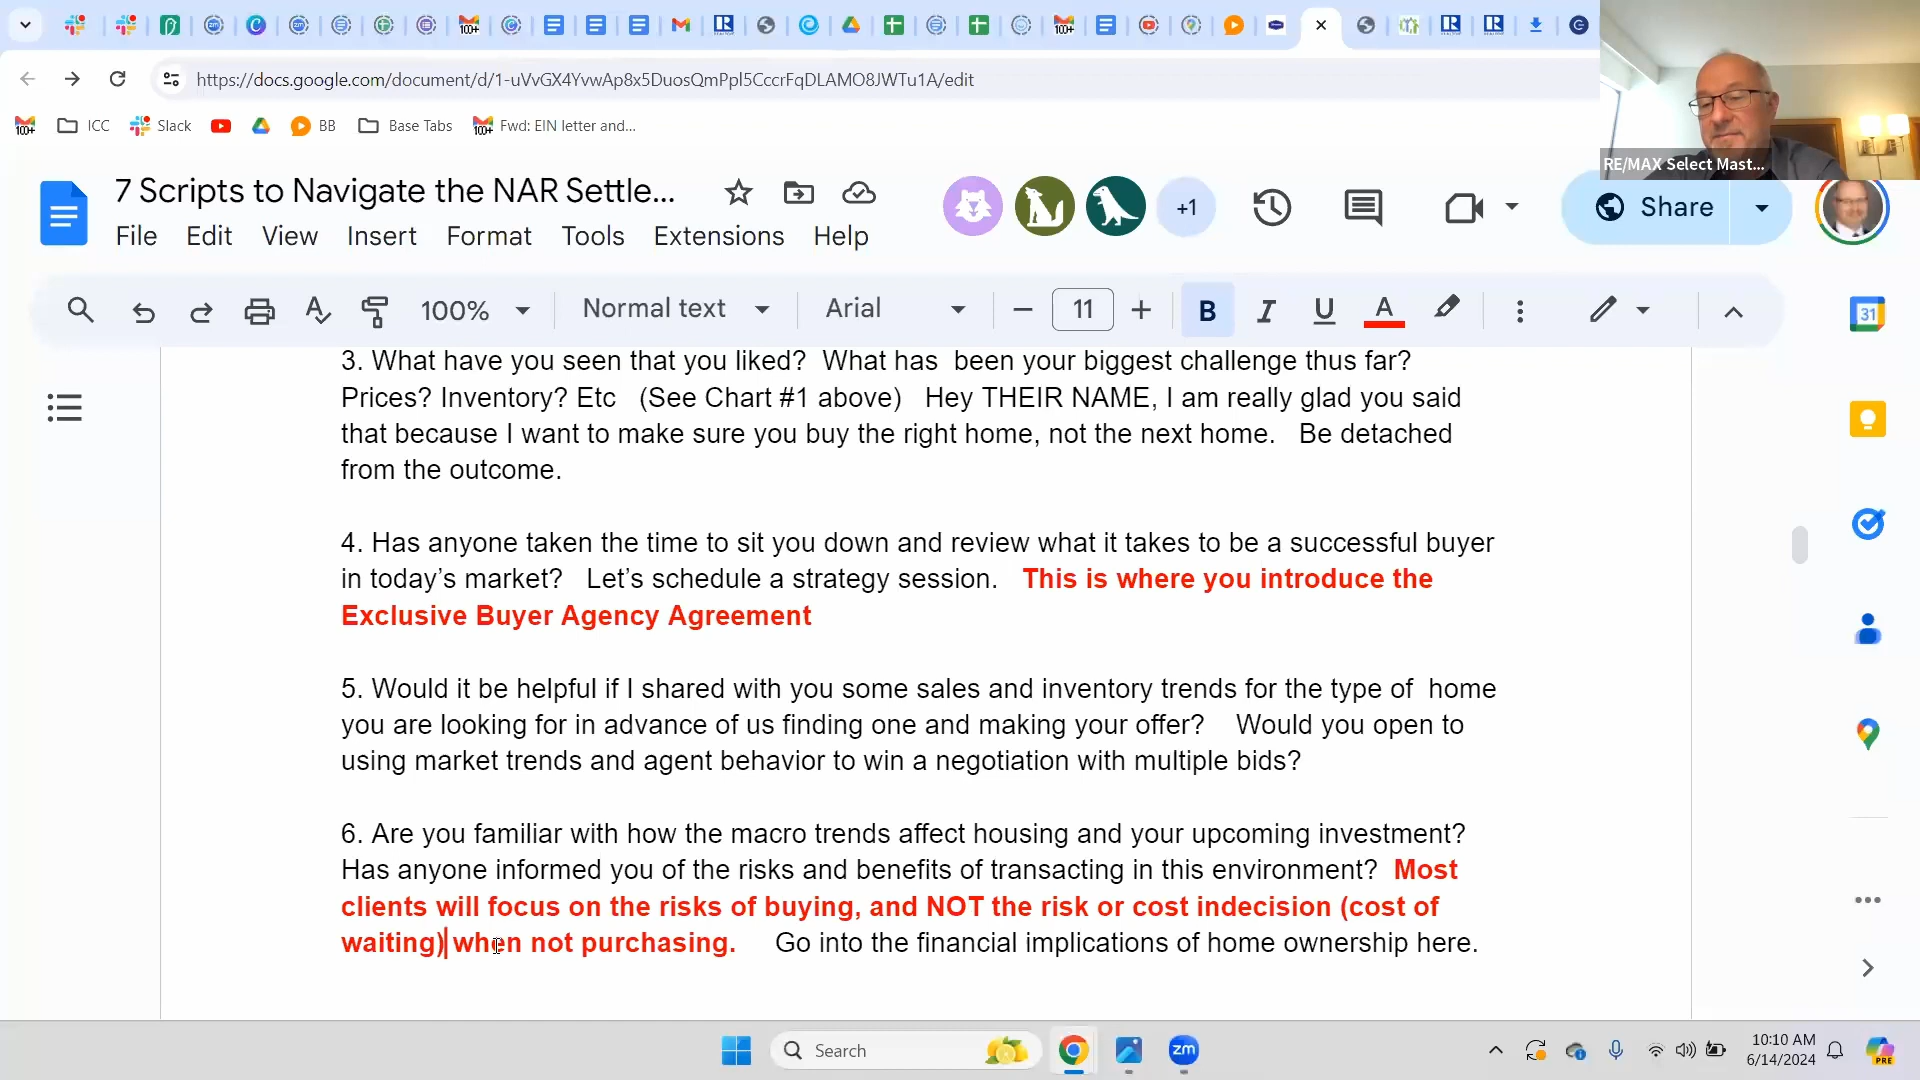 https://docs.google.com/document/d/1-uVvGX4YvwAp8x5DuosQmPpI5CccrFqDLAMO8JWTu1A/edit
ICC
Slack
BB
Base Tabs
Fwd: EIN letter and...
RE/MAX Select Mast...
7 Scripts to Navigate the NAR Settle...
+1
Share
File Edit View Insert Format Tools Extensions Help
100% Normal text Arial 11 B I U A
31
3. What have you seen that you liked? What has been your biggest challenge thus far?
Prices? Inventory? Etc (See Chart #1 above) Hey THEIR NAME, I am really glad you said
that because I want to make sure you buy the right home, not the next home. Be detached
from the outcome.
4. Has anyone taken the time to sit you down and review what it takes to be a successful buyer
in today’s market? Let’s schedule a strategy session. This is where you introduce the
Exclusive Buyer Agency Agreement
5. Would it be helpful if I shared with you some sales and inventory trends for the type of home
you are looking for in advance of us finding one and making your offer? Would you open to
using market trends and agent behavior to win a negotiation with multiple bids?
6. Are you familiar with how the macro trends affect housing and your upcoming investment?
Has anyone informed you of the risks and benefits of transacting in this environment? Most
clients will focus on the risks of buying, and NOT the risk or cost indecision (cost of
waiting) when not purchasing. Go into the financial implications of home ownership here.
Search
zm
10:10 AM
6/14/2024
PRE